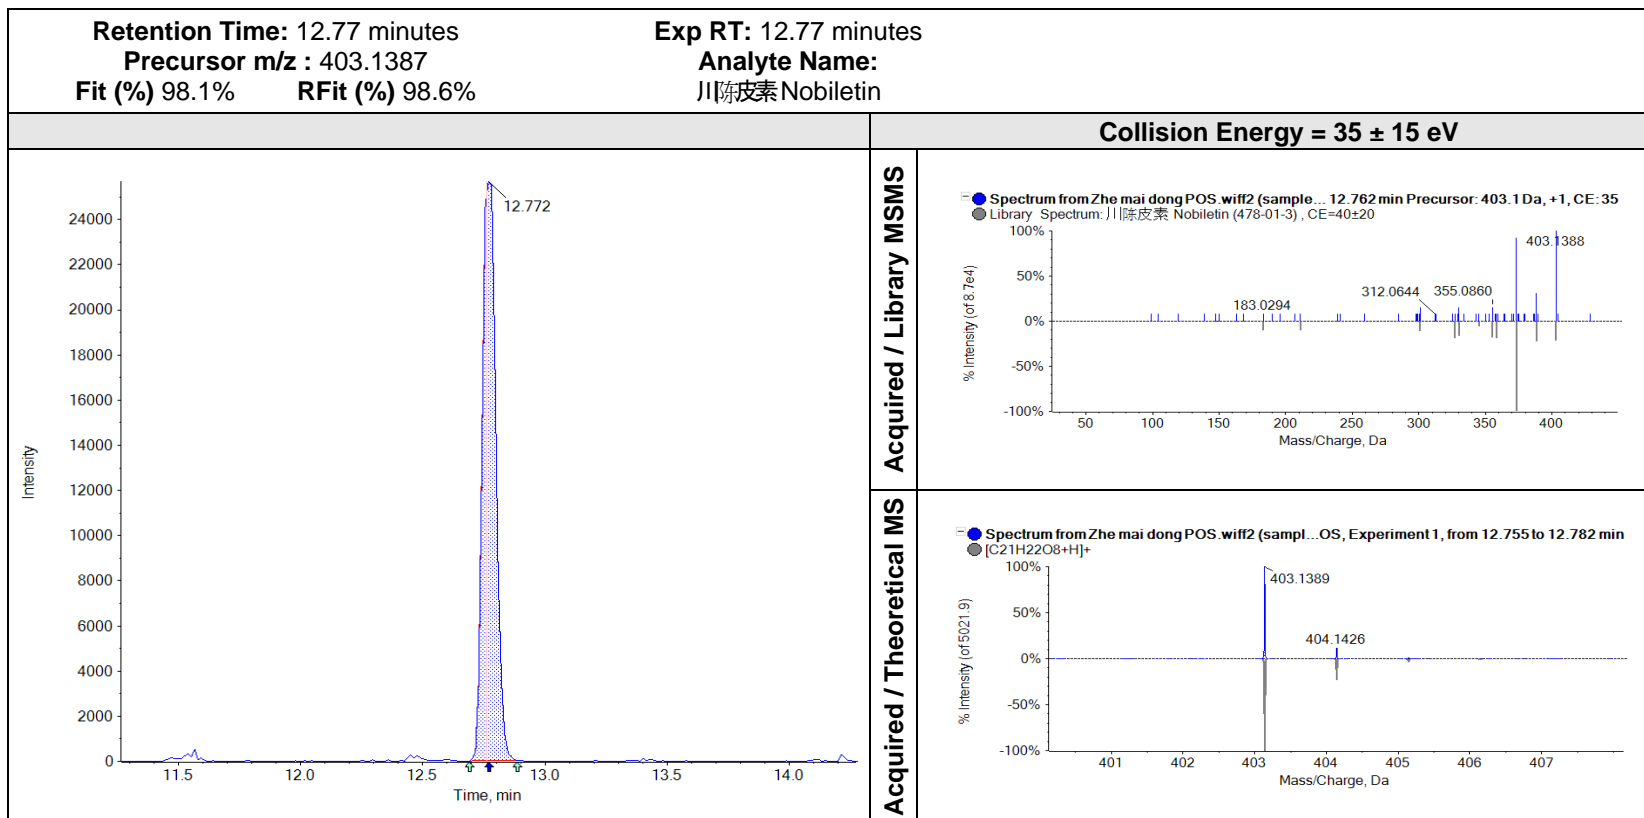 Retention Time: 12.77 minutes
Exp RT: 12.77 minutes
Precursor m/z : 403.1387
Analyte Name:
Fit (%) 98.1% RFit (%) 98.6%
川陈皮素Nobiletin
Collision Energy = 35 ± 15 eV
12.772
24000
22000
20000
18000
16000
14000
12000
10000
8000
6000
4000
2000
0
Intensity
11.5 12.0 12.5 13.0 13.5 14.0
Time, min
Acquired / Library MSMS
Spectrum from Zhe mai dong POS.wiff2 (sample... 12.762 min Precursor: 403.1 Da, +1, CE: 35
Library Spectrum: 川陈皮素 Nobiletin (478-01-3) , CE=40±20
100%
50%
0%
-50%
-100%
% Intensity (of 8.7e4)
183.0294
312.0644
355.0860
403.1388
50 100 150 200 250 300 350 400
Mass/Charge, Da
Acquired / Theoretical MS
Spectrum from Zhe mai dong POS.wiff2 (sampl...OS, Experiment 1, from 12.755 to 12.782 min
[C21H22O8+H]+
100%
50%
0%
-50%
-100%
% Intensity (of 5021.9)
403.1389
404.1426
401 402 403 404 405 406 407
Mass/Charge, Da